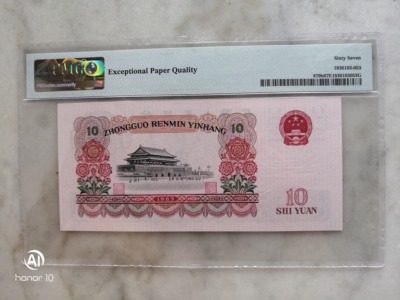 PMG
Exceptional Paper Quality
Sixty Seven
10
ZHONGGUO RENMIN YINHANG
10
1965
10
SHI YUAN
AI
honor 10